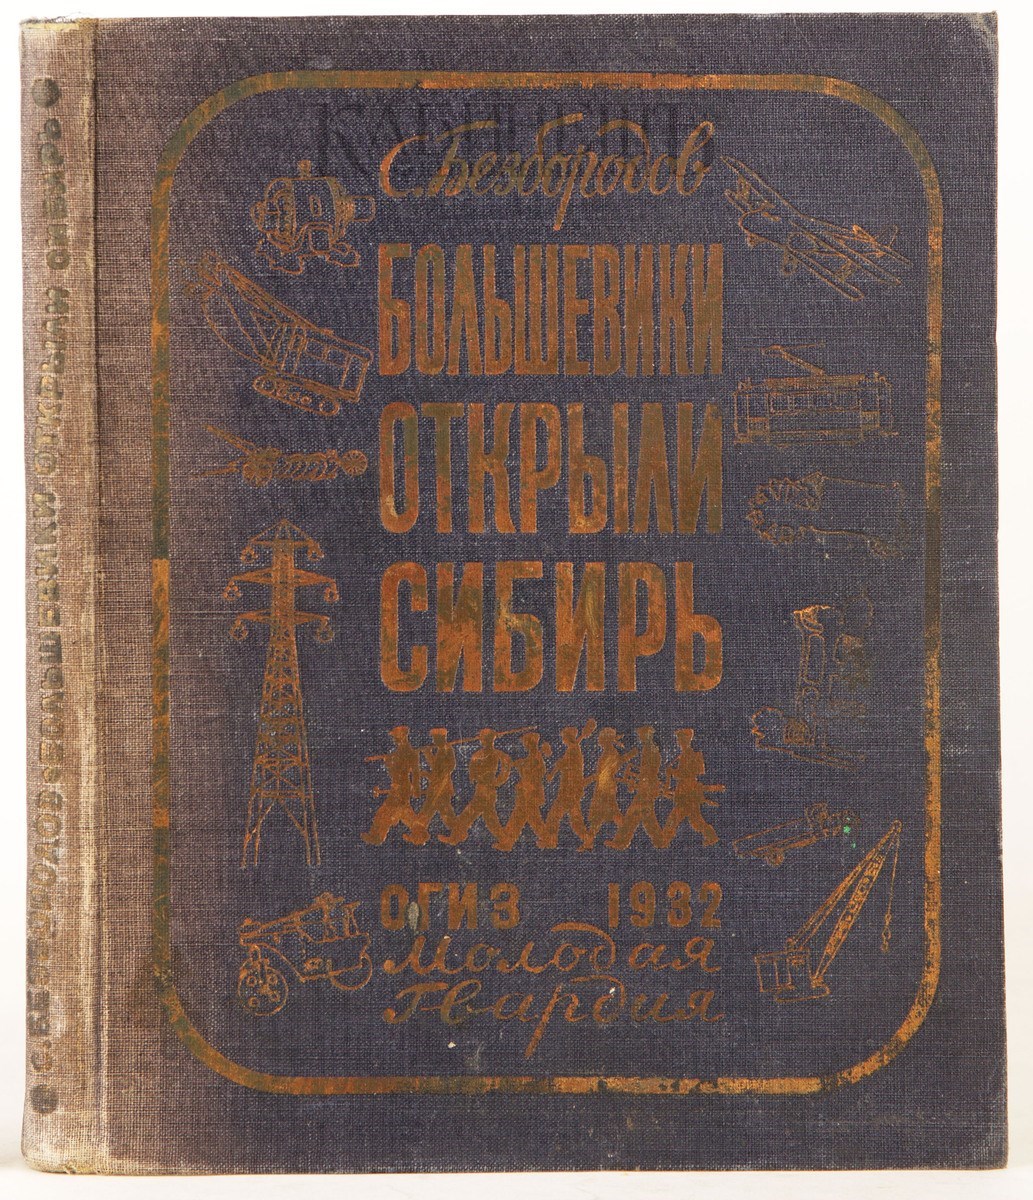 С. Безбородов
БОЛЬШЕВИКИ
ОТКРЫЛИ
СИБИРЬ
ОГИЗ 1932
Молодая
Гвардия
С. БЕЗБОРОДОВ • БОЛЬШЕВИКИ ОТКРЫЛИ СИБИРЬ